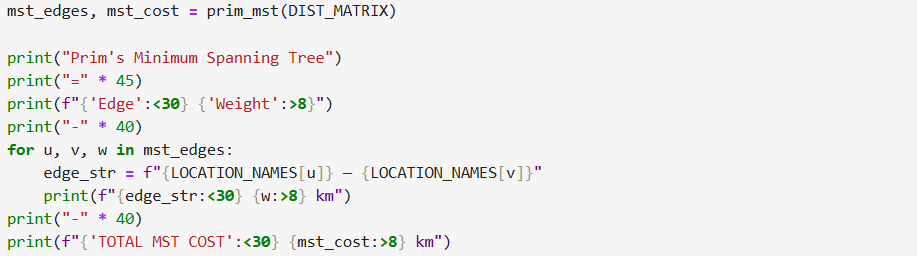 mst_edges, mst_cost = prim_mst(DIST_MATRIX)
print("Prim's Minimum Spanning Tree")
print("=" * 45)
print(f"{'Edge':<30} {'Weight':>8}")
print("-" * 40)
for u, v, w in mst_edges:
    edge_str = f"{LOCATION_NAMES[u]} — {LOCATION_NAMES[v]}"
    print(f"{edge_str:<30} {w:>8} km")
print("-" * 40)
print(f"{'TOTAL MST COST':<30} {mst_cost:>8} km")